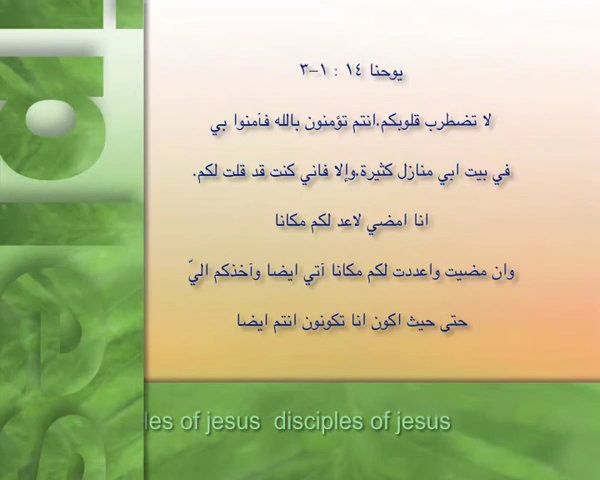 يوحنا ١٤ : ١-٣
لا تضطرب قلوبكم.انتم تؤمنون بالله فآمنوا بي
في بيت ابي منازل كثيرة.وإلا فاني كنت قد قلت لكم.
انا امضي لاعد لكم مكانا
وان مضيت واعددت لكم مكانا آتي ايضا وآخذكم اليّ
حتى حيث اكون انا تكونون انتم ايضا
les of jesus disciples of jesus